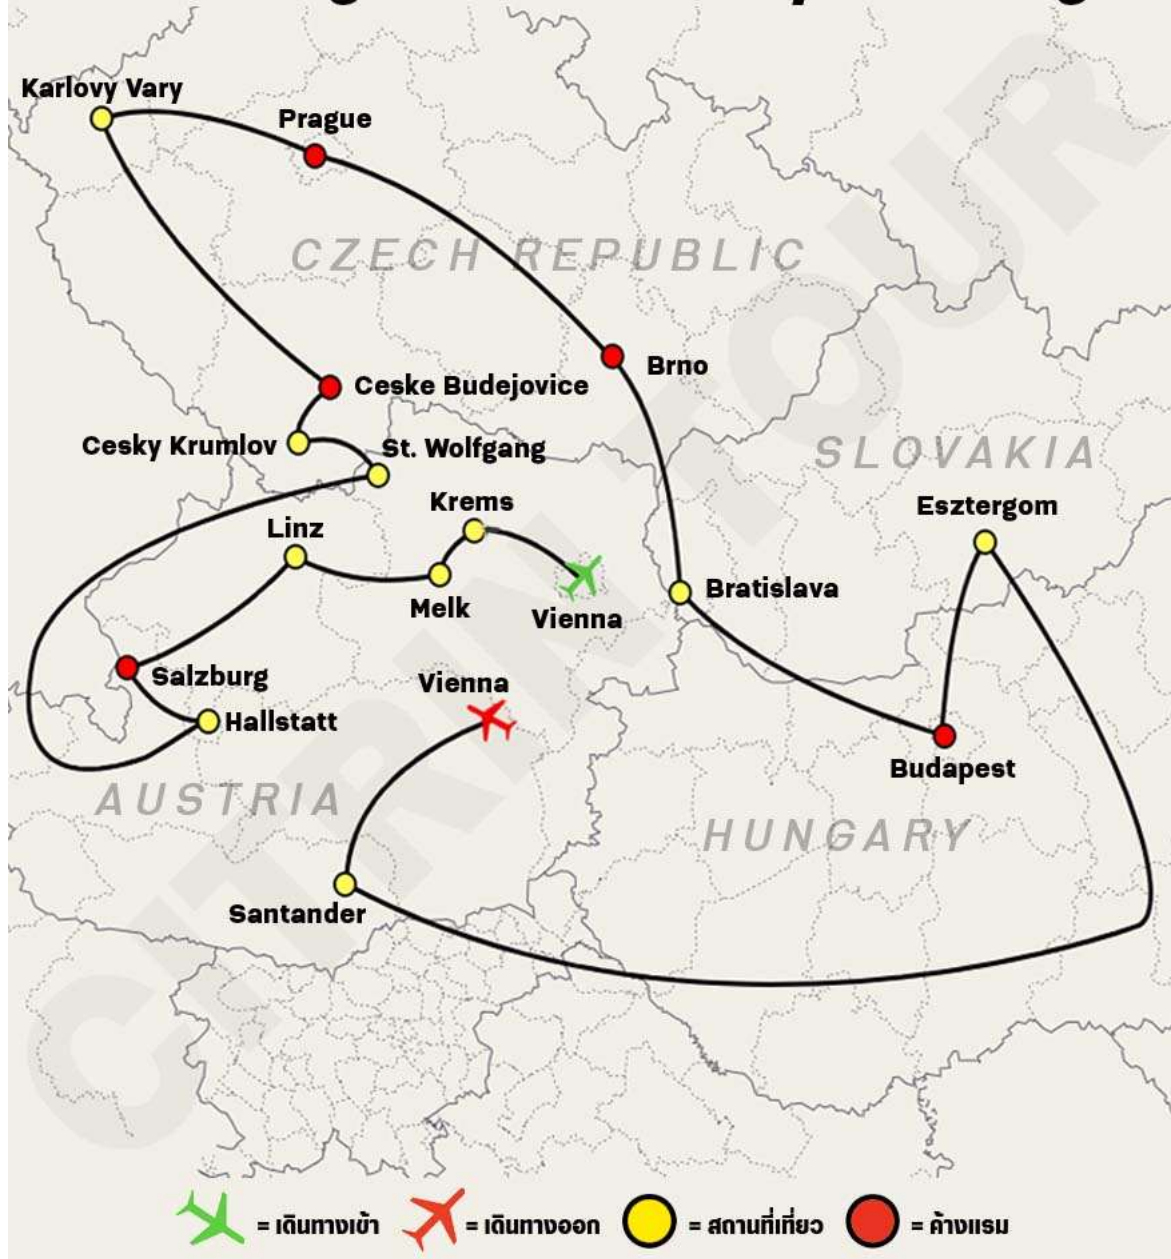 Karlovy Vary
Prague
CZECH REPUBLIC
Brno
Ceske Budejovice
Cesky Krumlov
St. Wolfgang
SLOVAKIA
Krems
Esztergom
Linz
Bratislava
Melk
Vienna
Salzburg
Vienna
Hallstatt
Budapest
AUSTRIA
HUNGARY
Santander
CITRIN TOUR
= เดินทางเข้า = เดินทางออก = สถานที่เที่ยว = ค้างแรม